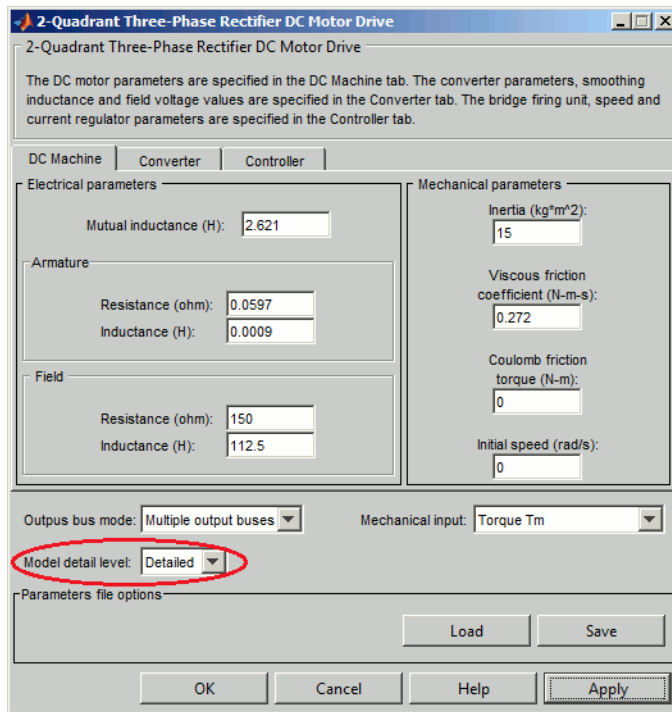 2-Quadrant Three-Phase Rectifier DC Motor Drive
2-Quadrant Three-Phase Rectifier DC Motor Drive
The DC motor parameters are specified in the DC Machine tab. The converter parameters, smoothing
inductance and field voltage values are specified in the Converter tab. The bridge firing unit, speed and
current regulator parameters are specified in the Controller tab.
DC Machine
Converter
Controller
Electrical parameters
Mutual inductance (H):
2.621
Armature
Resistance (ohm):
0.0597
Inductance (H):
0.0009
Field
Resistance (ohm):
150
Inductance (H):
112.5
Mechanical parameters
Inertia (kg*m^2):
15
Viscous friction
coefficient (N-m-s):
0.272
Coulomb friction
torque (N-m):
0
Initial speed (rad/s):
0
Outpus bus mode:
Multiple output buses
Mechanical input:
Torque Tm
Model detail level:
Detailed
Parameters file options
Load
Save
OK
Cancel
Help
Apply